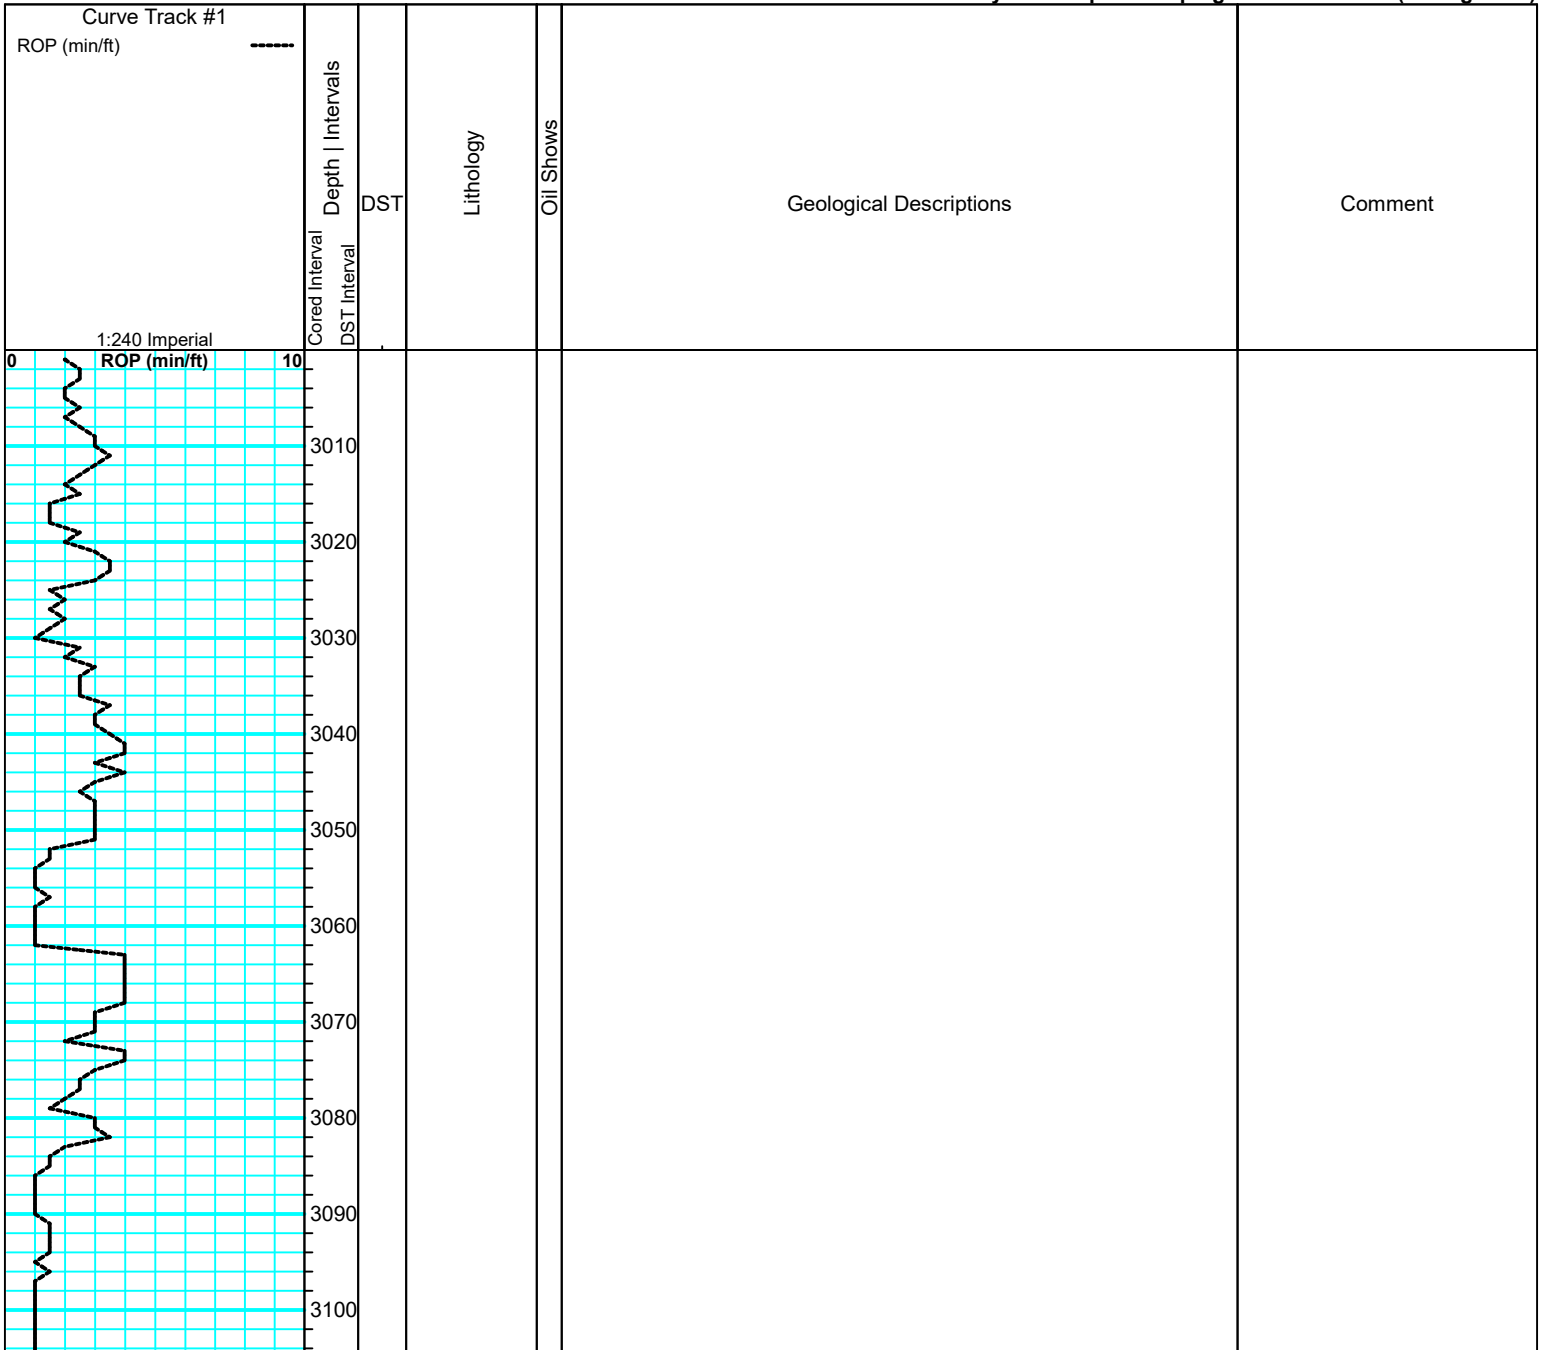 Curve Track #1
ROP (min/ft)
1:240 Imperial
Depth | Intervals
Cored Interval
DST Interval
DST
Lithology
Oil Shows
Geological Descriptions
Comment
0 ROP (min/ft) 10
3010
3020
3030
3040
3050
3060
3070
3080
3090
3100